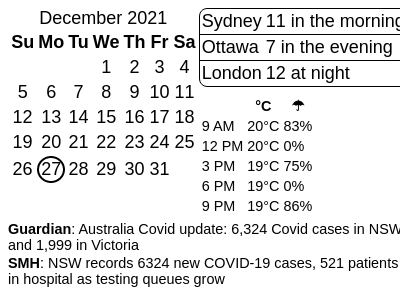 December 2021
Su Mo Tu We Th Fr Sa
1 2 3 4
5 6 7 8 9 10 11
12 13 14 15 16 17 18
19 20 21 22 23 24 25
26 27 28 29 30 31
Sydney 11 in the morning
Ottawa 7 in the evening
London 12 at night
°C ☂
9 AM 20°C 83%
12 PM 20°C 0%
3 PM 19°C 75%
6 PM 19°C 0%
9 PM 19°C 86%
Guardian: Australia Covid update: 6,324 Covid cases in NSW
and 1,999 in Victoria
SMH: NSW records 6324 new COVID-19 cases, 521 patients
in hospital as testing queues grow